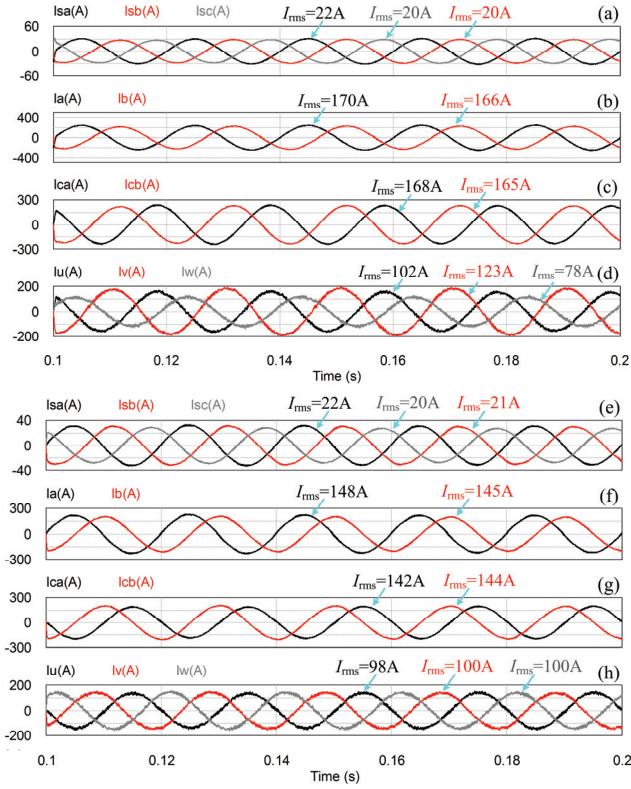 Isa(A) Isb(A) Isc(A) Irms=22A Irms=20A Irms=20A (a)
60
0
-60
Ia(A) Ib(A) Irms=170A Irms=166A (b)
400
0
-400
Ica(A) Icb(A) Irms=168A Irms=165A (c)
300
0
-300
Iu(A) Iv(A) Iw(A) Irms=102A Irms=123A Irms=78A (d)
200
0
-200
0.1 0.12 0.14 0.16 0.18 0.2
Time (s)
Isa(A) Isb(A) Isc(A) Irms=22A Irms=20A Irms=21A (e)
40
0
-40
Ia(A) Ib(A) Irms=148A Irms=145A (f)
300
0
-300
Ica(A) Icb(A) Irms=142A Irms=144A (g)
300
0
-300
Iu(A) Iv(A) Iw(A) Irms=98A Irms=100A Irms=100A (h)
200
0
200
0.1 0.12 0.14 0.16 0.18 0.2
Time (s)